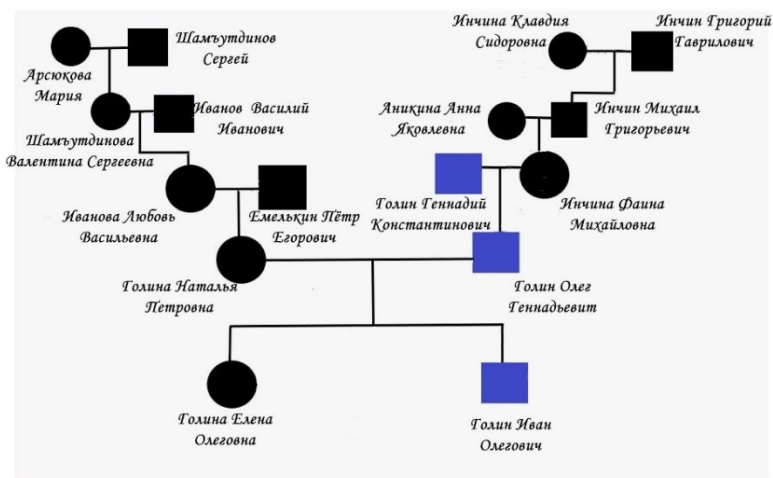 Шамъутдинов
Сергей
Арсюкова
Мария
Инчина Клавдия
Сидоровна
Инчин Григорий
Гаврилович
Иванов Василий
Иванович
Шамъутдинова
Валентина Сергеевна
Аникина Анна
Яковлевна
Инчин Михаил
Григорьевич
Иванова Любовь
Васильевна
Емелькин Пётр
Егорович
Голин Геннадий
Константинович
Инчина Фаина
Михайловна
Голина Наталья
Петровна
Голин Олег
Геннадьевит
Голина Елена
Олеговна
Голин Иван
Олегович